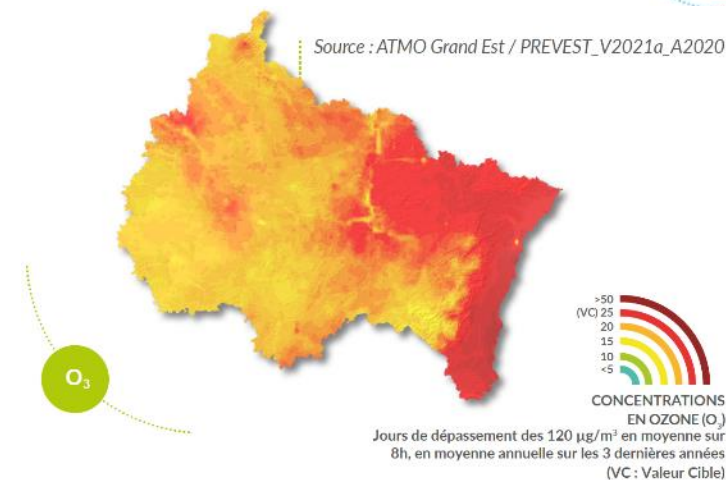 Source : ATMO Grand Est / PREVEST_V2021a_A2020
O₃
>50
(VC) 25
20
15
10
<5
CONCENTRATIONS
EN OZONE (O₃)
Jours de dépassement des 120 µg/m³ en moyenne sur
8h, en moyenne annuelle sur les 3 dernières années
(VC : Valeur Cible)